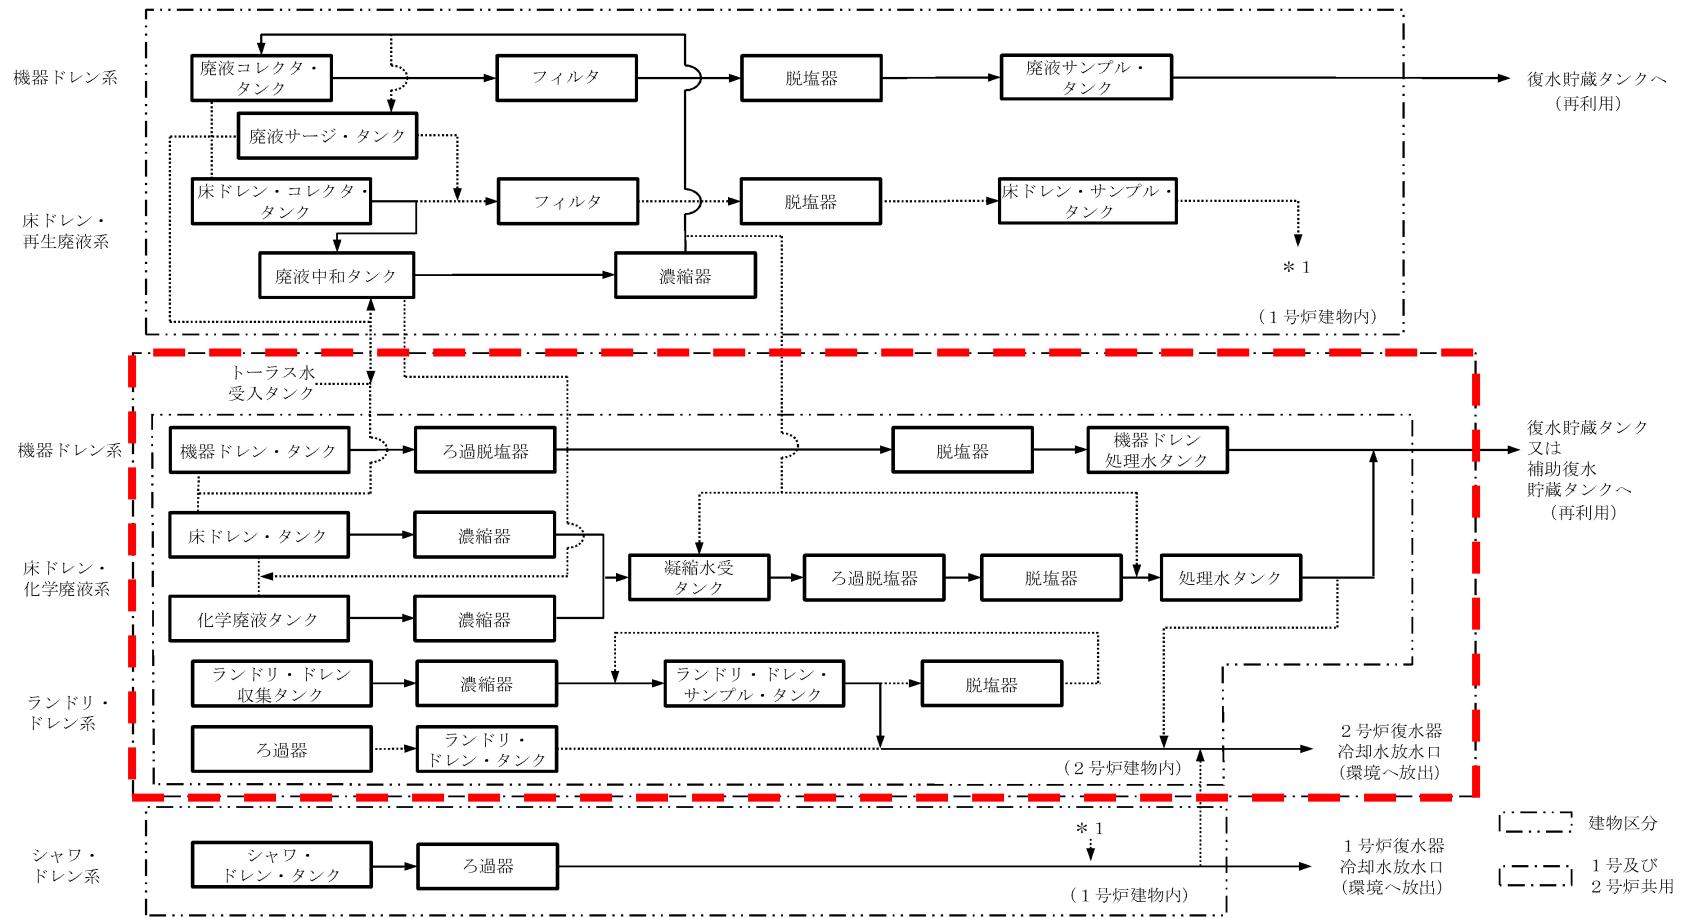 機器ドレン系
廃液コレクタ・
タンク
フィルタ
脱塩器
廃液サンプル・
タンク
復水貯蔵タンクへ
(再利用)
廃液サージ・タンク
床ドレン・
再生廃液系
床ドレン・コレクタ・
タンク
フィルタ
脱塩器
床ドレン・サンプル・
タンク
*1
廃液中和タンク
濃縮器
(1号炉建物内)
トーラス水
受入タンク
機器ドレン系
機器ドレン・タンク
ろ過脱塩器
脱塩器
機器ドレン
処理水タンク
復水貯蔵タンク
又は
補助復水
貯蔵タンクへ
(再利用)
床ドレン・
化学廃液系
床ドレン・タンク
濃縮器
凝縮水受
タンク
ろ過脱塩器
脱塩器
処理水タンク
化学廃液タンク
濃縮器
ランドリ・
ドレン系
ランドリ・ドレン
収集タンク
濃縮器
ランドリ・ドレン・
サンプル・タンク
脱塩器
ろ過器
ランドリ・
ドレン・タンク
(2号炉建物内)
2号炉復水器
冷却水放水口
(環境へ放出)
シャワ・
ドレン系
シャワ・
ドレン・タンク
ろ過器
*1
(1号炉建物内)
1号炉復水器
冷却水放水口
(環境へ放出)
建物区分
1号及び
2号炉共用